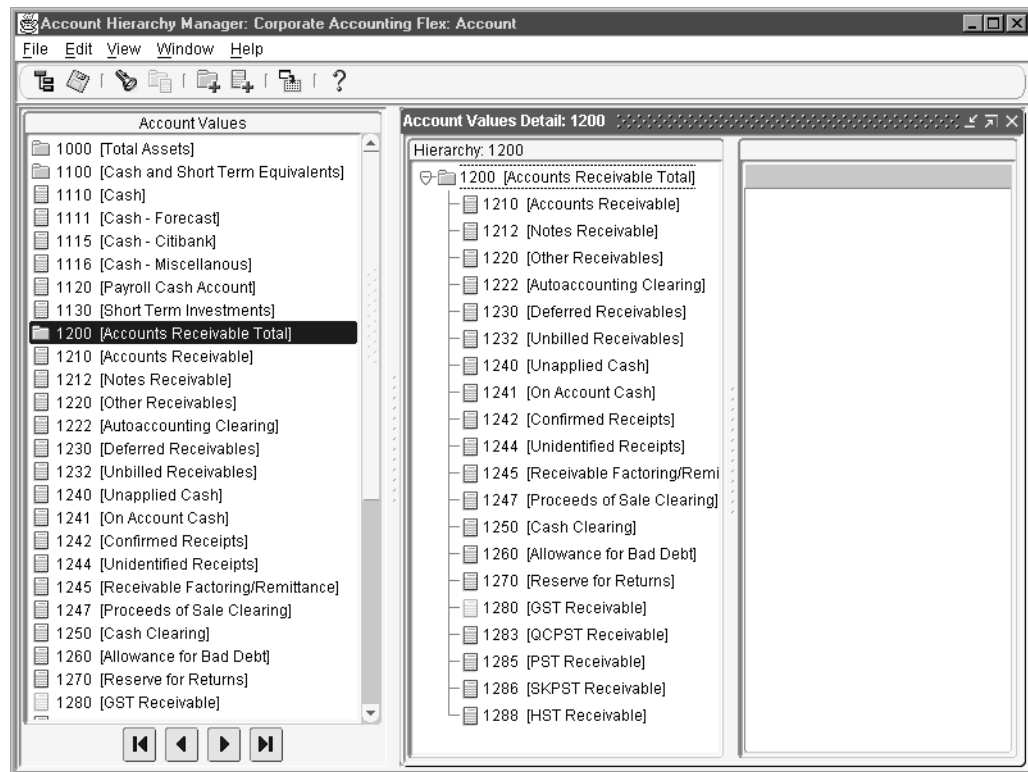 Account Hierarchy Manager: Corporate Accounting Flex: Account
File Edit View Window Help
Account Values
1000 [Total Assets]
1100 [Cash and Short Term Equivalents]
1110 [Cash]
1111 [Cash - Forecast]
1115 [Cash - Citibank]
1116 [Cash - Miscellanous]
1120 [Payroll Cash Account]
1130 [Short Term Investments]
1200 [Accounts Receivable Total]
1210 [Accounts Receivable]
1212 [Notes Receivable]
1220 [Other Receivables]
1222 [Autoaccounting Clearing]
1230 [Deferred Receivables]
1232 [Unbilled Receivables]
1240 [Unapplied Cash]
1241 [On Account Cash]
1242 [Confirmed Receipts]
1244 [Unidentified Receipts]
1245 [Receivable Factoring/Remittance]
1247 [Proceeds of Sale Clearing]
1250 [Cash Clearing]
1260 [Allowance for Bad Debt]
1270 [Reserve for Returns]
1280 [GST Receivable]
Account Values Detail: 1200
Hierarchy: 1200
1200 [Accounts Receivable Total]
1210 [Accounts Receivable]
1212 [Notes Receivable]
1220 [Other Receivables]
1222 [Autoaccounting Clearing]
1230 [Deferred Receivables]
1232 [Unbilled Receivables]
1240 [Unapplied Cash]
1241 [On Account Cash]
1242 [Confirmed Receipts]
1244 [Unidentified Receipts]
1245 [Receivable Factoring/Remi
1247 [Proceeds of Sale Clearing]
1250 [Cash Clearing]
1260 [Allowance for Bad Debt]
1270 [Reserve for Returns]
1280 [GST Receivable]
1283 [QCPST Receivable]
1285 [PST Receivable]
1286 [SKPST Receivable]
1288 [HST Receivable]